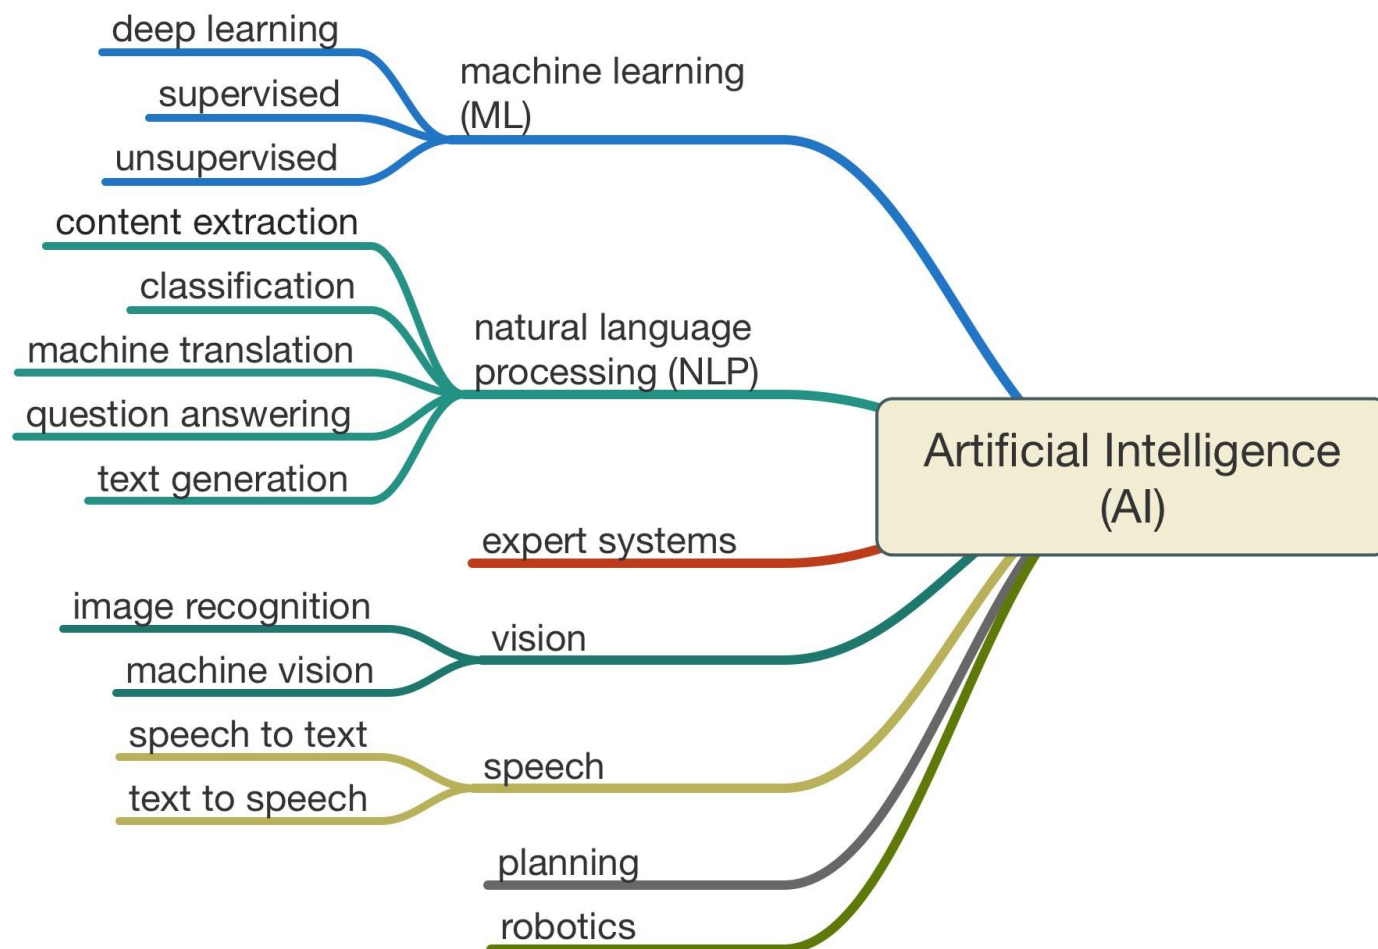 deep learning
supervised
unsupervised
machine learning
(ML)
content extraction
classification
machine translation
question answering
text generation
natural language
processing (NLP)
expert systems
image recognition
machine vision
vision
speech to text
text to speech
speech
planning
robotics
Artificial Intelligence
(AI)